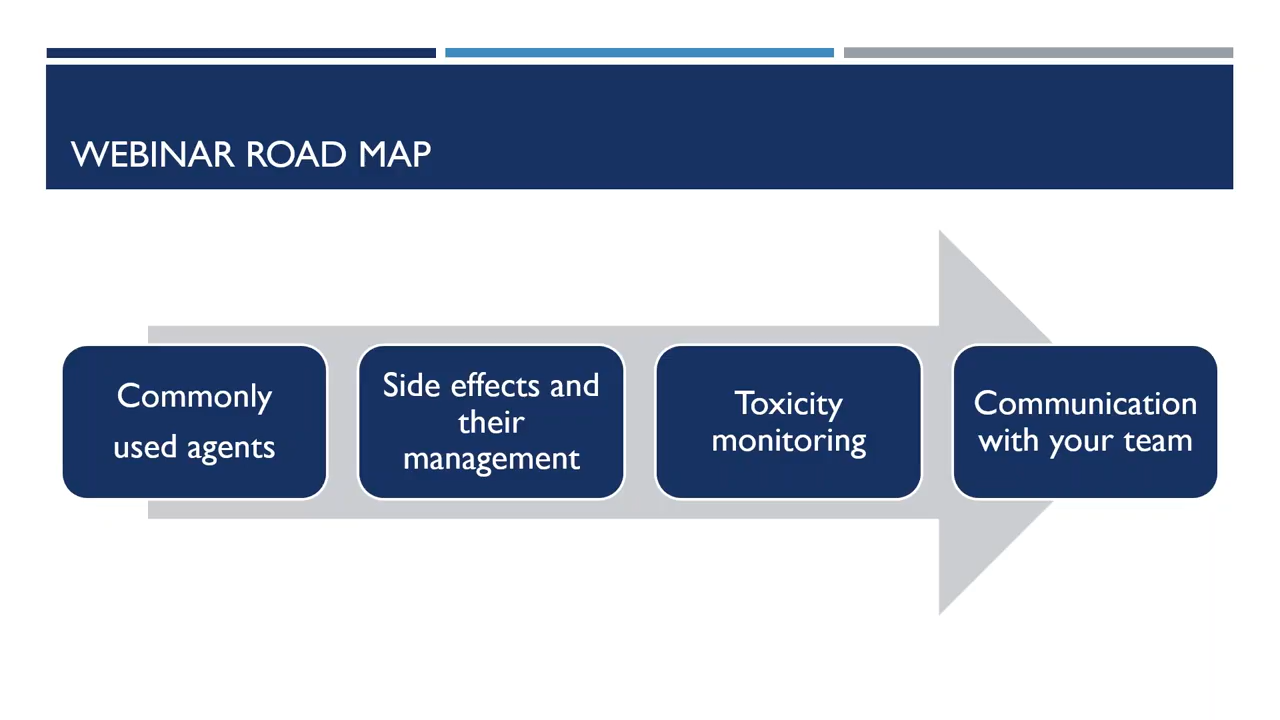 WEBINAR ROAD MAP
Commonly
used agents
Side effects and
their
management
Toxicity
monitoring
Communication
with your team